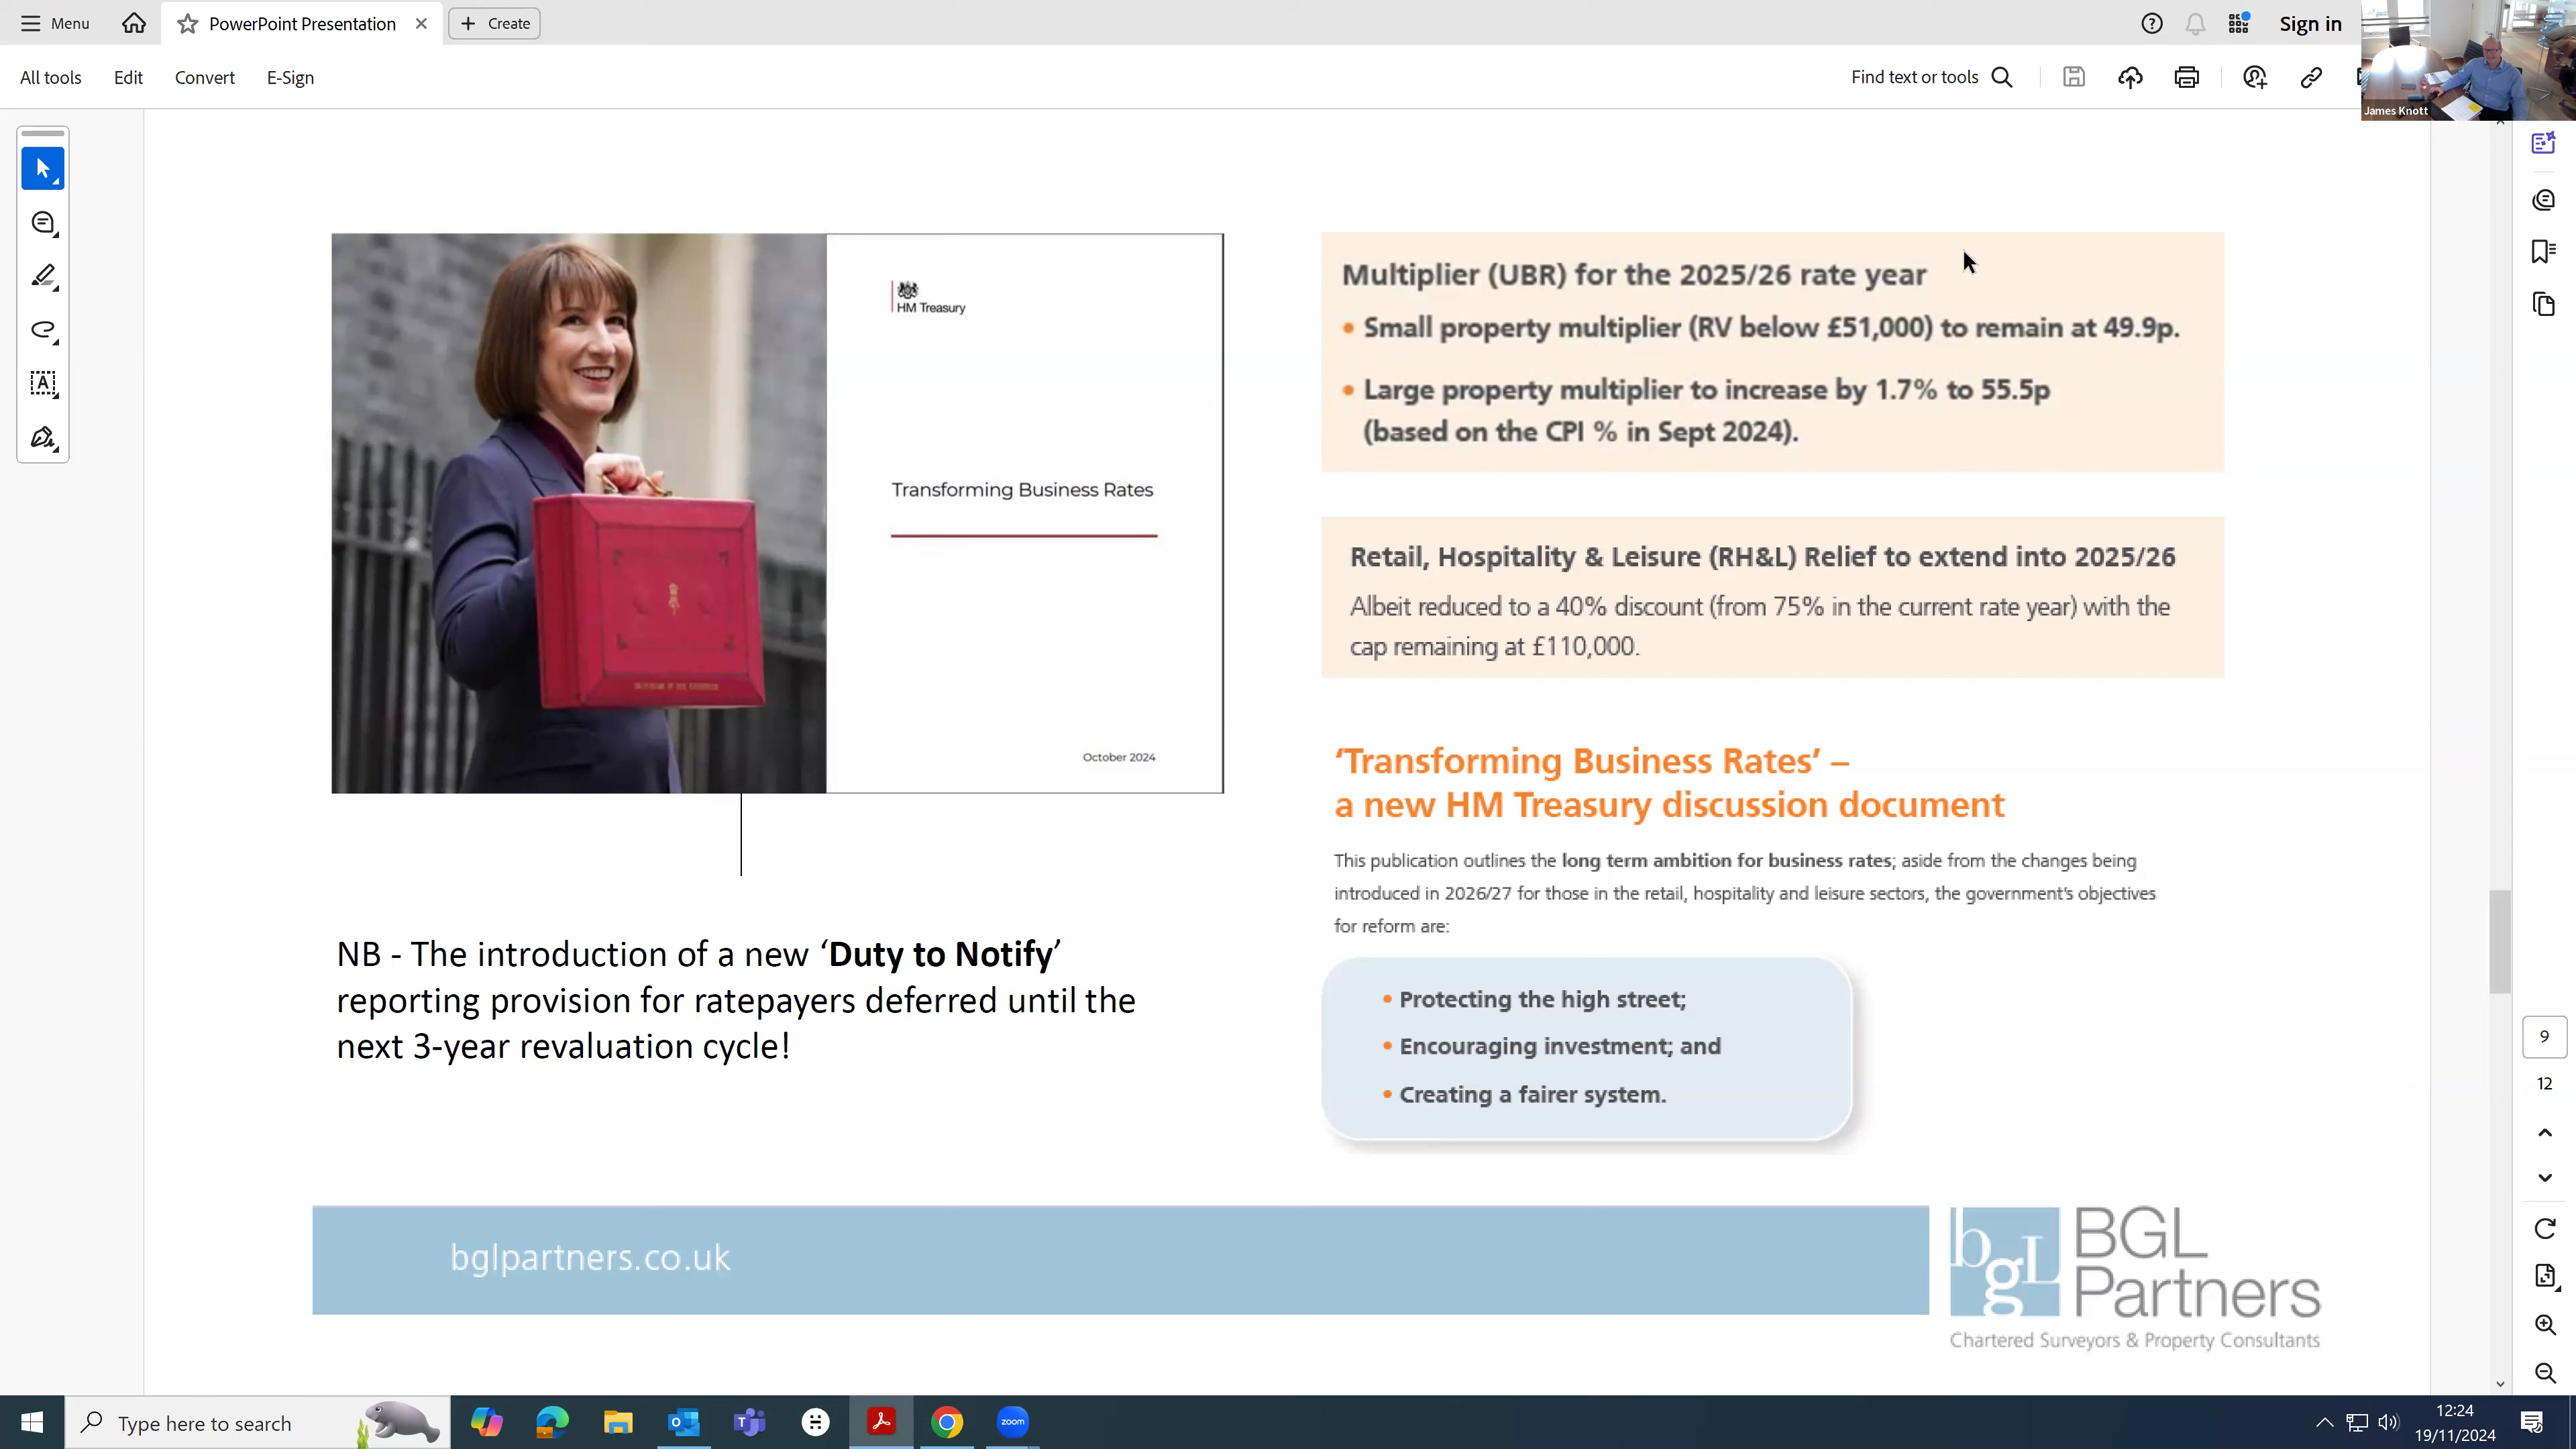 Menu
PowerPoint Presentation
Create
Sign in
All tools
Edit
Convert
E-Sign
Find text or tools
James Knott
HM Treasury
Transforming Business Rates
October 2024
NB - The introduction of a new ‘Duty to Notify’
reporting provision for ratepayers deferred until the
next 3-year revaluation cycle!
Multiplier (UBR) for the 2025/26 rate year
• Small property multiplier (RV below £51,000) to remain at 49.9p.
• Large property multiplier to increase by 1.7% to 55.5p
(based on the CPI % in Sept 2024).
Retail, Hospitality & Leisure (RH&L) Relief to extend into 2025/26
Albeit reduced to a 40% discount (from 75% in the current rate year) with the
cap remaining at £110,000.
‘Transforming Business Rates’ –
a new HM Treasury discussion document
This publication outlines the long term ambition for business rates; aside from the changes being
introduced in 2026/27 for those in the retail, hospitality and leisure sectors, the government’s objectives
for reform are:
• Protecting the high street;
• Encouraging investment; and
• Creating a fairer system.
9
12
bglpartners.co.uk
bgL
BGL
Partners
Chartered Surveyors & Property Consultants
Type here to search
zoom
12:24
19/11/2024